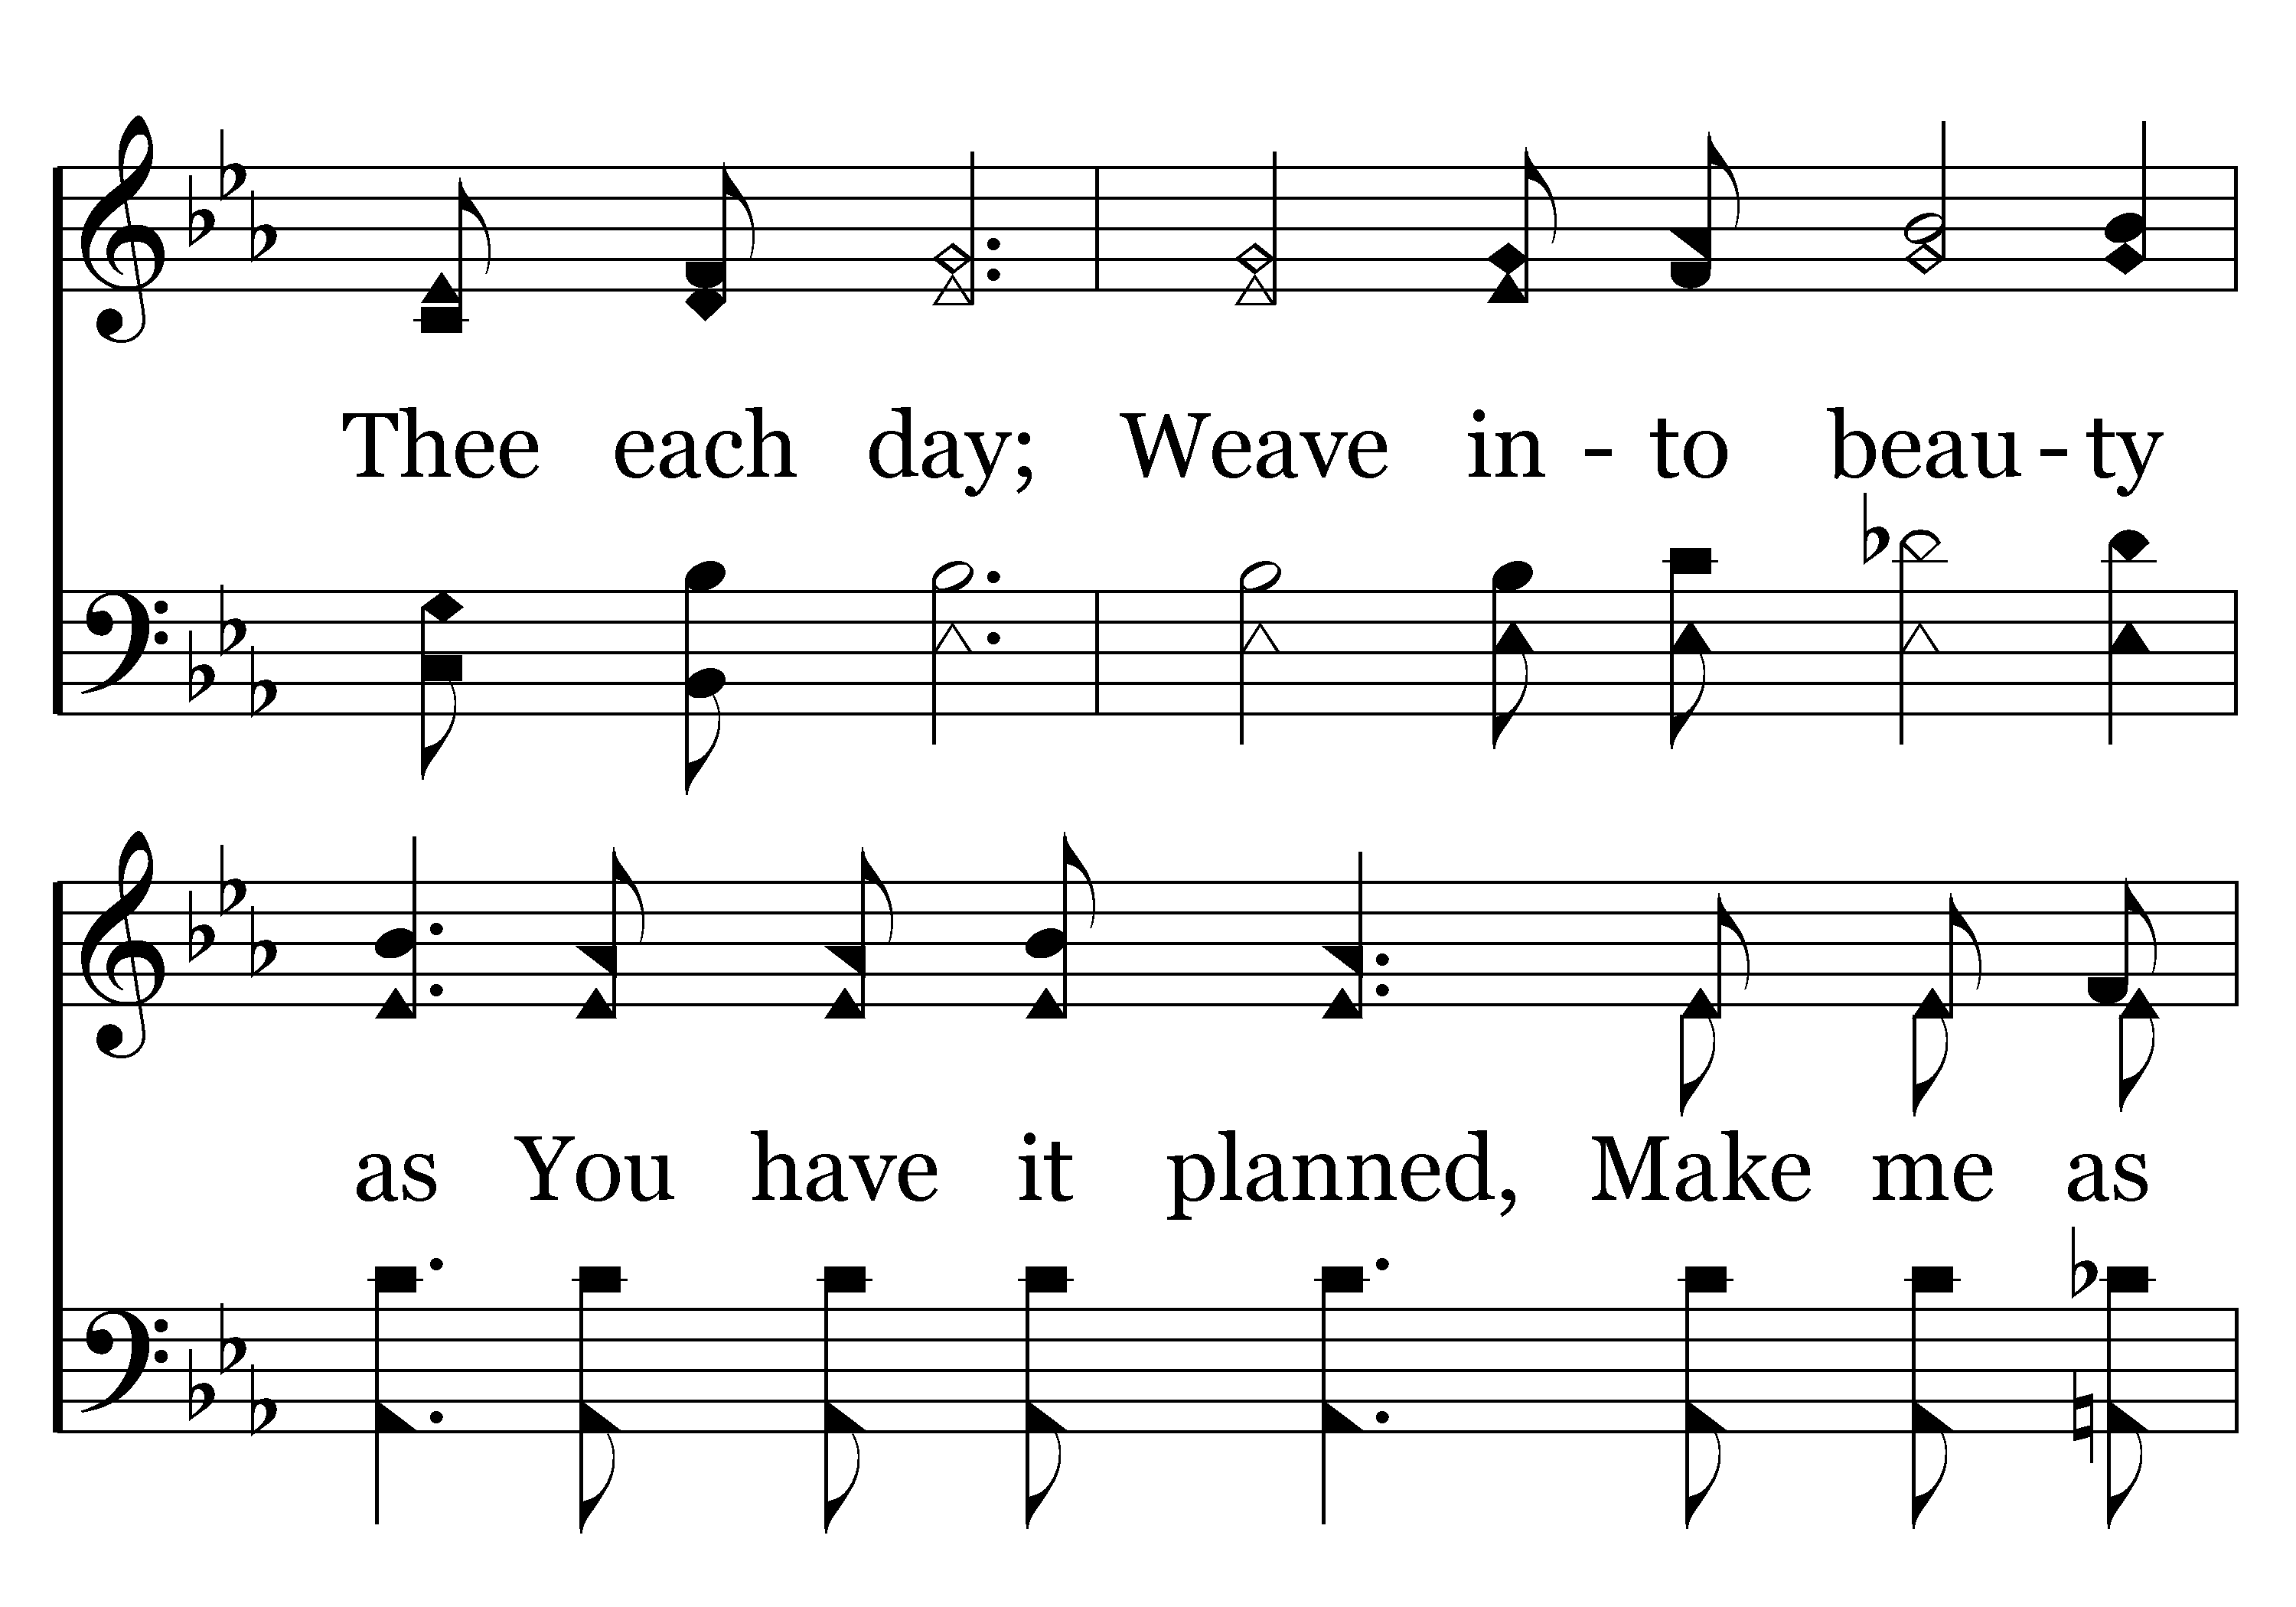 Thee each day; Weave in - to beau - ty
as You have it planned, Make me as